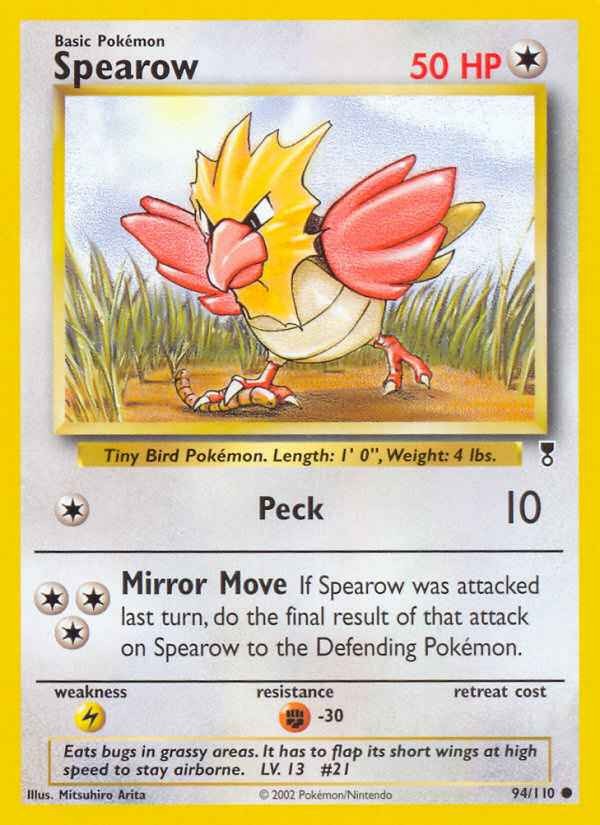 Basic Pokémon
Spearow
50 HP
Tiny Bird Pokémon. Length: 1' 0", Weight: 4 lbs.
Peck 10
Mirror Move If Spearow was attacked
last turn, do the final result of that attack
on Spearow to the Defending Pokémon.
weakness resistance retreat cost
-30
Eats bugs in grassy areas. It has to flap its short wings at high
speed to stay airborne. LV. 13 #21
Illus. Mitsuhiro Arita © 2002 Pokémon/Nintendo 94/110